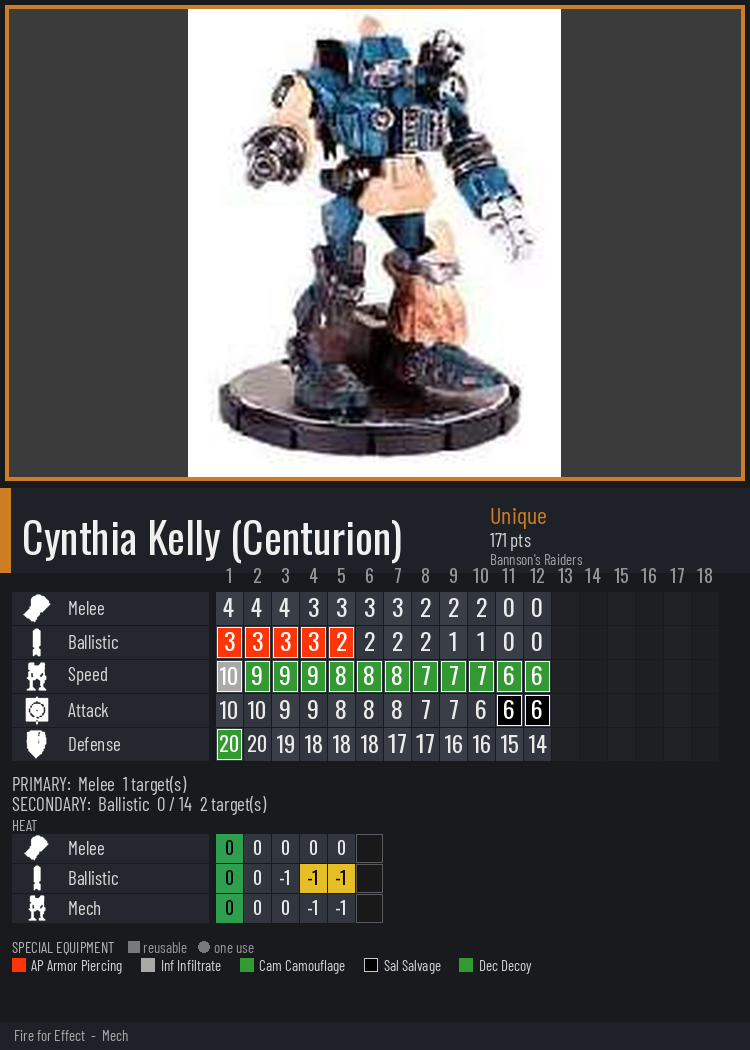 Cynthia Kelly (Centurion)
Unique
171 pts
Bannson's Raiders
1 2 3 4 5 6 7 8 9 10 11 12 13 14 15 16 17 18
Melee 4 4 4 3 3 3 3 2 2 2 0 0
Ballistic 3 3 3 3 2 2 2 2 1 1 0 0
Speed 10 9 9 9 8 8 8 7 7 7 6 6
Attack 10 10 9 9 8 8 8 7 7 6 6 6
Defense 20 20 19 18 18 18 17 17 16 16 15 14
PRIMARY: Melee 1 target(s)
SECONDARY: Ballistic 0 / 14 2 target(s)
HEAT
Melee 0 0 0 0 0
Ballistic 0 0 -1 -1 -1
Mech 0 0 0 -1 -1
SPECIAL EQUIPMENT reusable one use
AP Armor Piercing Inf Infiltrate Cam Camouflage Sal Salvage Dec Decoy
Fire for Effect - Mech